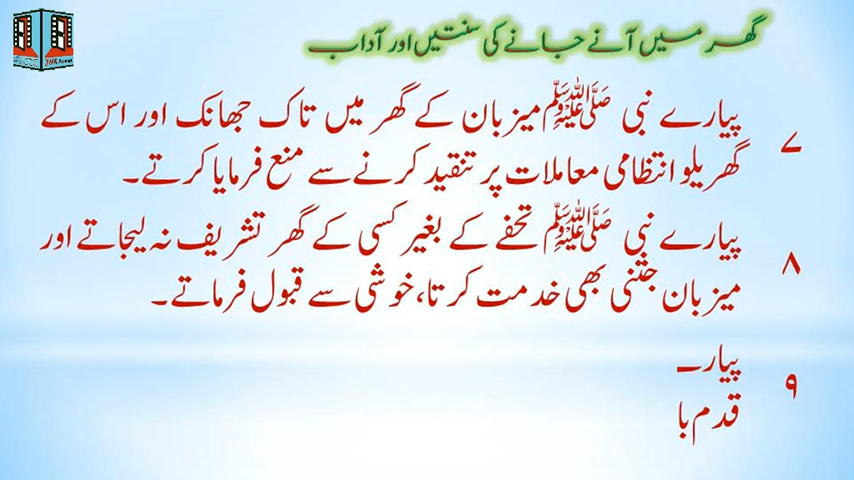 گھر میں آنے جانے کی سنتیں اور آداب
۷ پیارے نبی ﷺ میزبان کے گھر میں تاک جھانک اور اس کے
گھریلو انتظامی معاملات پر تنقید کرنے سے منع فرمایا کرتے۔
۸ پیارے نبی ﷺ تحفے کے بغیر کسی کے گھر تشریف نہ لیجاتے اور
میزبان جتنی بھی خدمت کرتا، خوشی سے قبول فرماتے۔
۹ پیار
قدم با